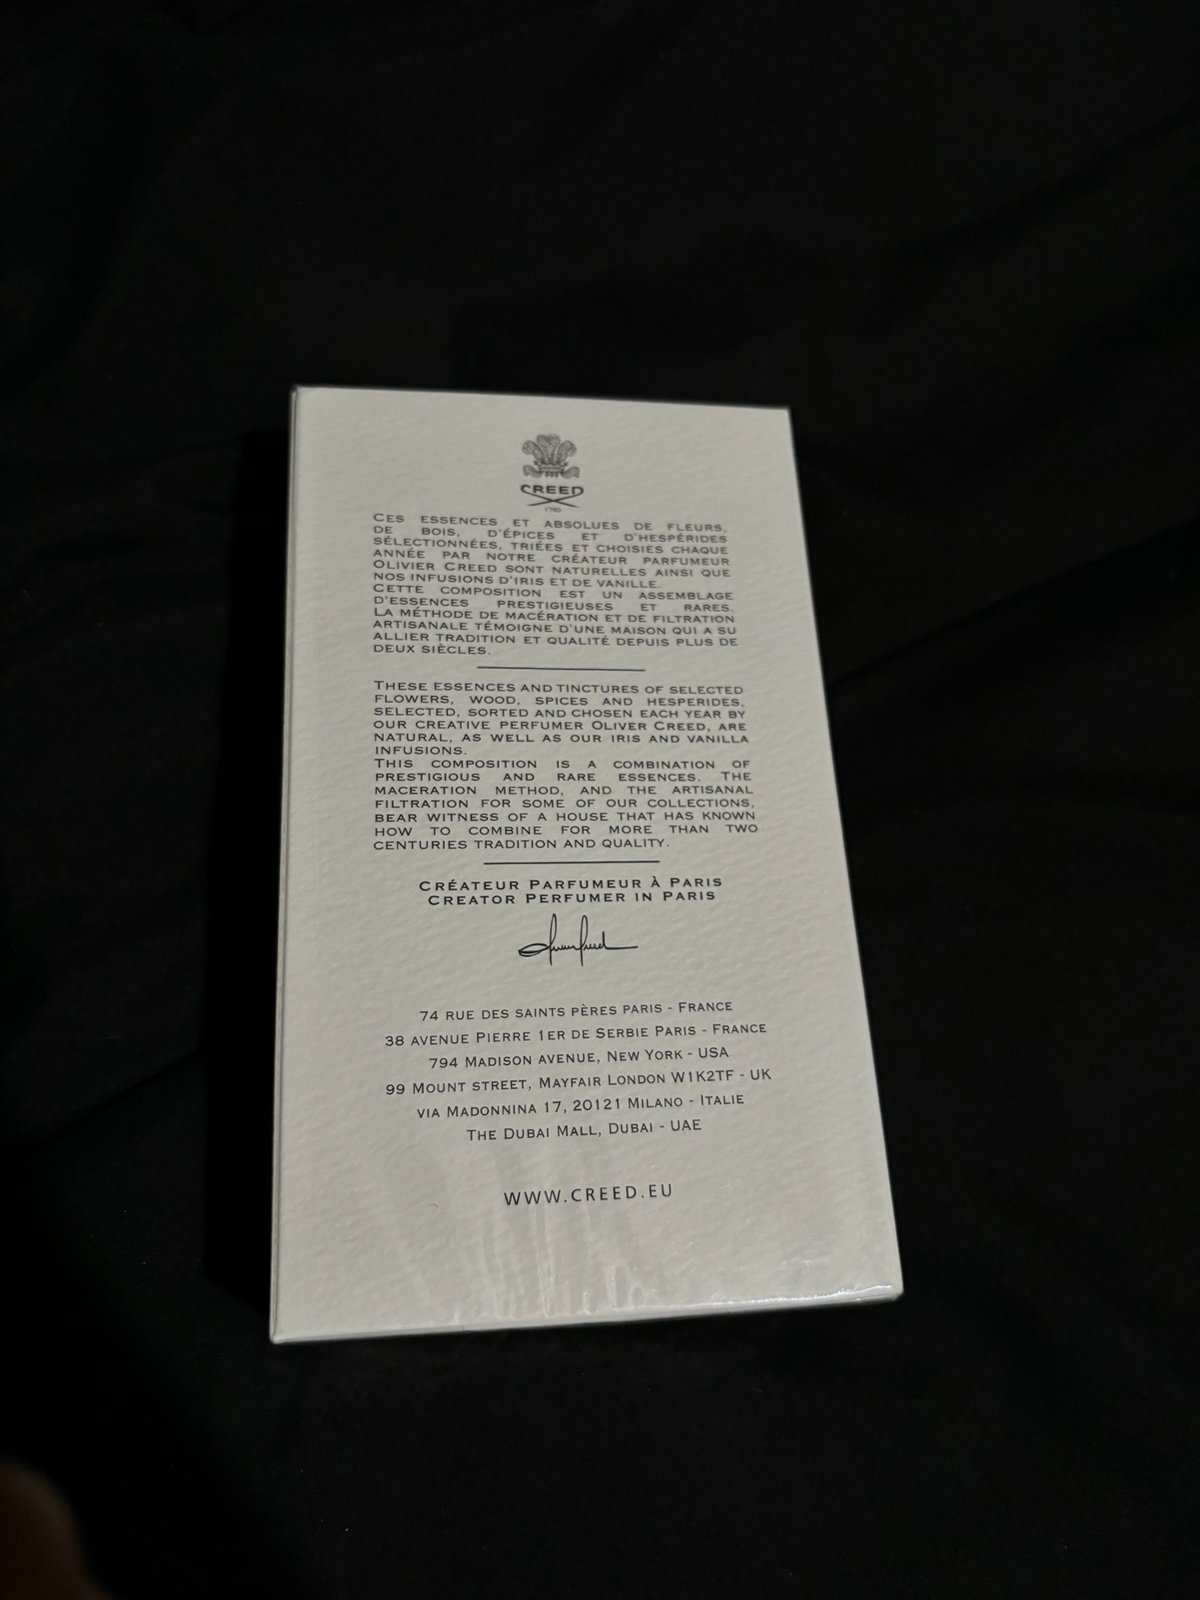 CREED
1760
CES ESSENCES ET ABSOLUES DE FLEURS,
DE BOIS, D'ÉPICES ET D'HESPÉRIDES
SÉLECTIONNÉES, TRIÉES ET CHOISIES CHAQUE
ANNÉE PAR NOTRE CRÉATEUR PARFUMEUR
OLIVIER CREED SONT NATURELLES AINSI QUE
NOS INFUSIONS D'IRIS ET DE VANILLE.
CETTE COMPOSITION EST UN ASSEMBLAGE
D'ESSENCES PRESTIGIEUSES ET RARES.
LA MÉTHODE DE MACÉRATION ET DE FILTRATION
ARTISANALE TÉMOIGNE D'UNE MAISON QUI A SU
ALLIER TRADITION ET QUALITÉ DEPUIS PLUS DE
DEUX SIÈCLES.
THESE ESSENCES AND TINCTURES OF SELECTED
FLOWERS, WOOD, SPICES AND HESPERIDES,
SELECTED, SORTED AND CHOSEN EACH YEAR BY
OUR CREATIVE PERFUMER OLIVER CREED, ARE
NATURAL, AS WELL AS OUR IRIS AND VANILLA
INFUSIONS.
THIS COMPOSITION IS A COMBINATION OF
PRESTIGIOUS AND RARE ESSENCES. THE
MACERATION METHOD, AND THE ARTISANAL
FILTRATION FOR SOME OF OUR COLLECTIONS,
BEAR WITNESS OF A HOUSE THAT HAS KNOWN
HOW TO COMBINE FOR MORE THAN TWO
CENTURIES TRADITION AND QUALITY.
CRÉATEUR PARFUMEUR À PARIS
CREATOR PERFUMER IN PARIS
74 RUE DES SAINTS PÈRES PARIS - FRANCE
38 AVENUE PIERRE 1ER DE SERBIE PARIS - FRANCE
794 MADISON AVENUE, NEW YORK - USA
99 MOUNT STREET, MAYFAIR LONDON W1K2TF - UK
VIA MADONNINA 17, 20121 MILANO - ITALIE
THE DUBAI MALL, DUBAI - UAE
WWW.CREED.EU